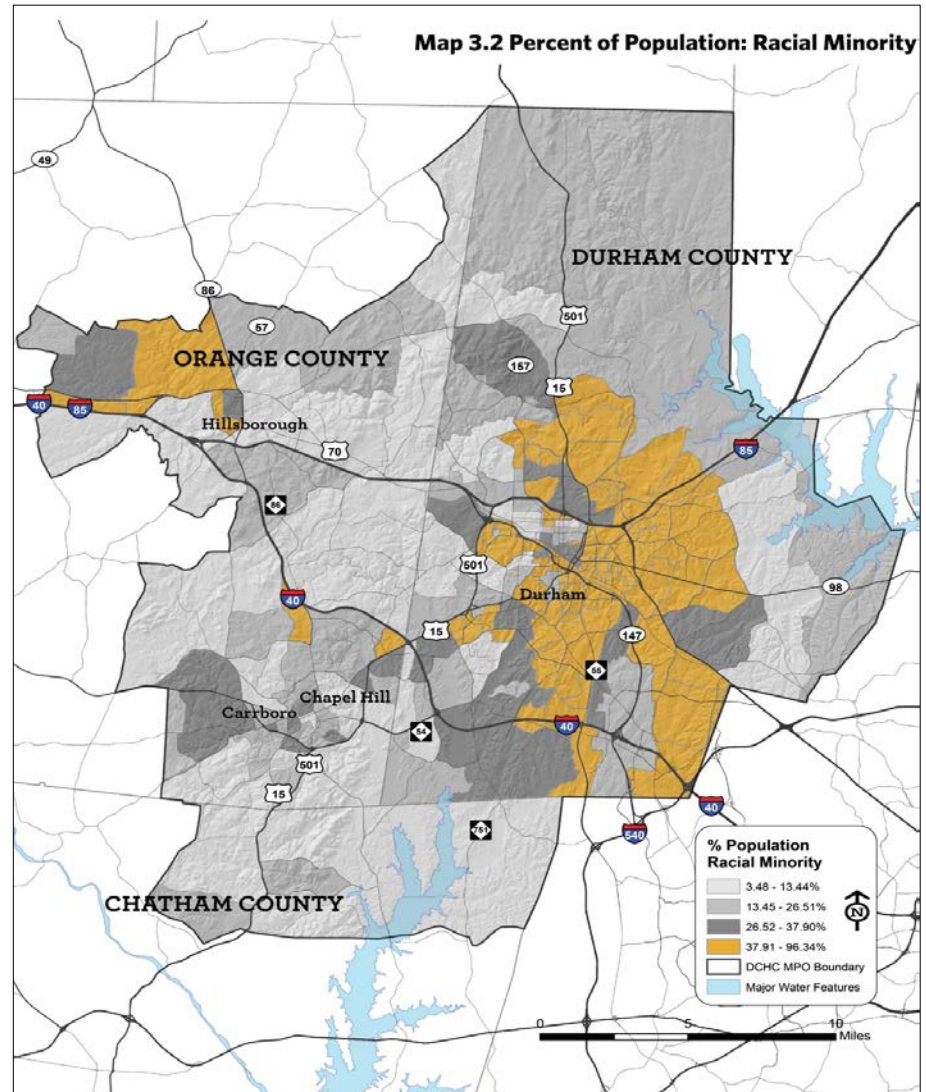 Map 3.2 Percent of Population: Racial Minority
49
DURHAM COUNTY
86
57
501
ORANGE COUNTY
157
15
40
85
Hillsborough
70
85
86
501
98
40
Durham
15
147
55
Chapel Hill
Carrboro
54
40
501
15
40
751
540
CHATHAM COUNTY
% Population
Racial Minority
3.48 - 13.44%
13.45 - 26.51%
26.52 - 37.90%
37.91 - 96.34%
DCHC MPO Boundary
Major Water Features
N
0 5 10
Miles